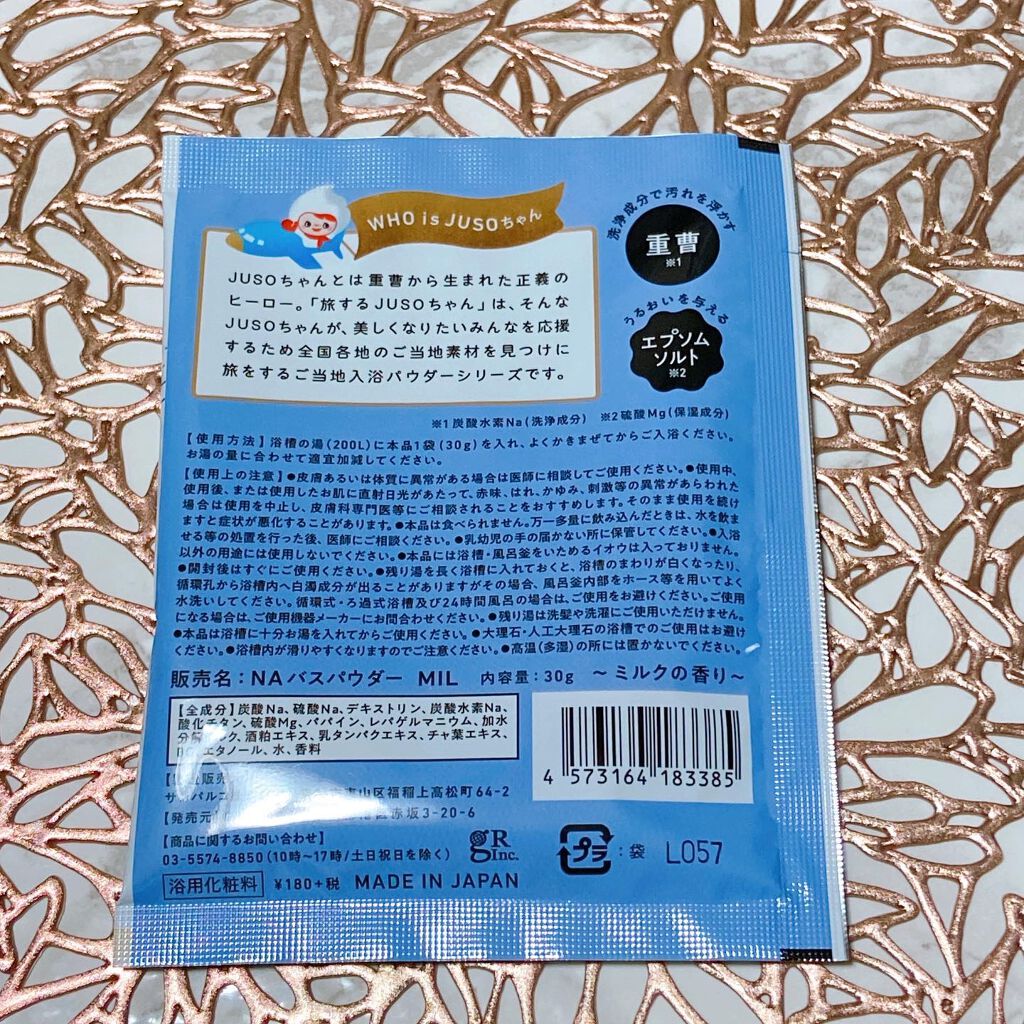 WHO is JUSOちゃん
JUSOちゃんとは重曹から生まれた正義の
ヒーロー。「旅するJUSOちゃん」は、そんな
JUSOちゃんが、美しくなりたいみんなを応援
するため全国各地のご当地素材を見つけに
旅をするご当地入浴パウダーシリーズです。
洗浄成分で汚れを浮かす
重曹
※1
うるおいを与える
エプソム
ソルト
※2
※1炭酸水素Na(洗浄成分) ※2硫酸Mg(保湿成分)
【使用方法】浴槽の湯(200L)に本品1袋(30g)を入れ、よくかきまぜてからご入浴ください。
お湯の量に合わせて適宜加減してください。
【使用上の注意】●皮膚あるいは体質に異常がある場合は医師に相談してご使用ください。●使用中、
使用後、または使用したお肌に直射日光があたって、赤味、はれ、かゆみ、刺激等の異常があらわれた
場合は使用を中止し、皮膚科専門医等にご相談されることをおすすめします。そのまま使用を続け
ますと症状が悪化することがあります。●本品は食べられません。万一多量に飲み込んだときは、水を飲ま
せる等の処置を行った後、医師にご相談ください。●乳幼児の手の届かない所に保管してください。●入浴
以外の用途には使用しないでください。●本品には浴槽・風呂釜をいためるイオウは入っておりません。
●開封後はすぐにご使用ください。●残り湯を長く浴槽に入れておくと、浴槽のまわりが白くなったり、
循環孔から浴槽内へ白濁成分が出ることがありますがその場合、風呂釜内部をホース等を用いてよく
水洗いしてください。循環式・ろ過式浴槽及び24時間風呂の場合は、ご使用をお避けください。ご使用
になる場合は、ご使用機器メーカーにお問合わせください。●残り湯は洗髪や洗濯にご使用いただけません。
●本品は浴槽に十分お湯を入れてからご使用ください。●大理石・人工大理石の浴槽でのご使用はお避け
ください。●浴槽内が滑りやすくなりますのでご注意ください。●高温(多湿)の所には置かないでください。
販売名：NAバスパウダー MIL 内容量：30g ～ミルクの香り～
【全成分】炭酸Na、硫酸Na、デキストリン、炭酸水素Na、
酸化チタン、硫酸Mg、パパイン、レパゲルマニウム、加水
分解 ク、酒粕エキス、乳タンパクエキス、チャ葉エキス、
エタノール、水、香料
4 573164 183385
販売
サ パルコ 東山区福稲上高松町64-2
【発売元】 区赤坂3-20-6
【商品に関するお問い合わせ】
03-5574-8850(10時～17時/土日祝日を除く)
gR Inc.
プラ
：袋 L057
浴用化粧料 ¥180+税 MADE IN JAPAN